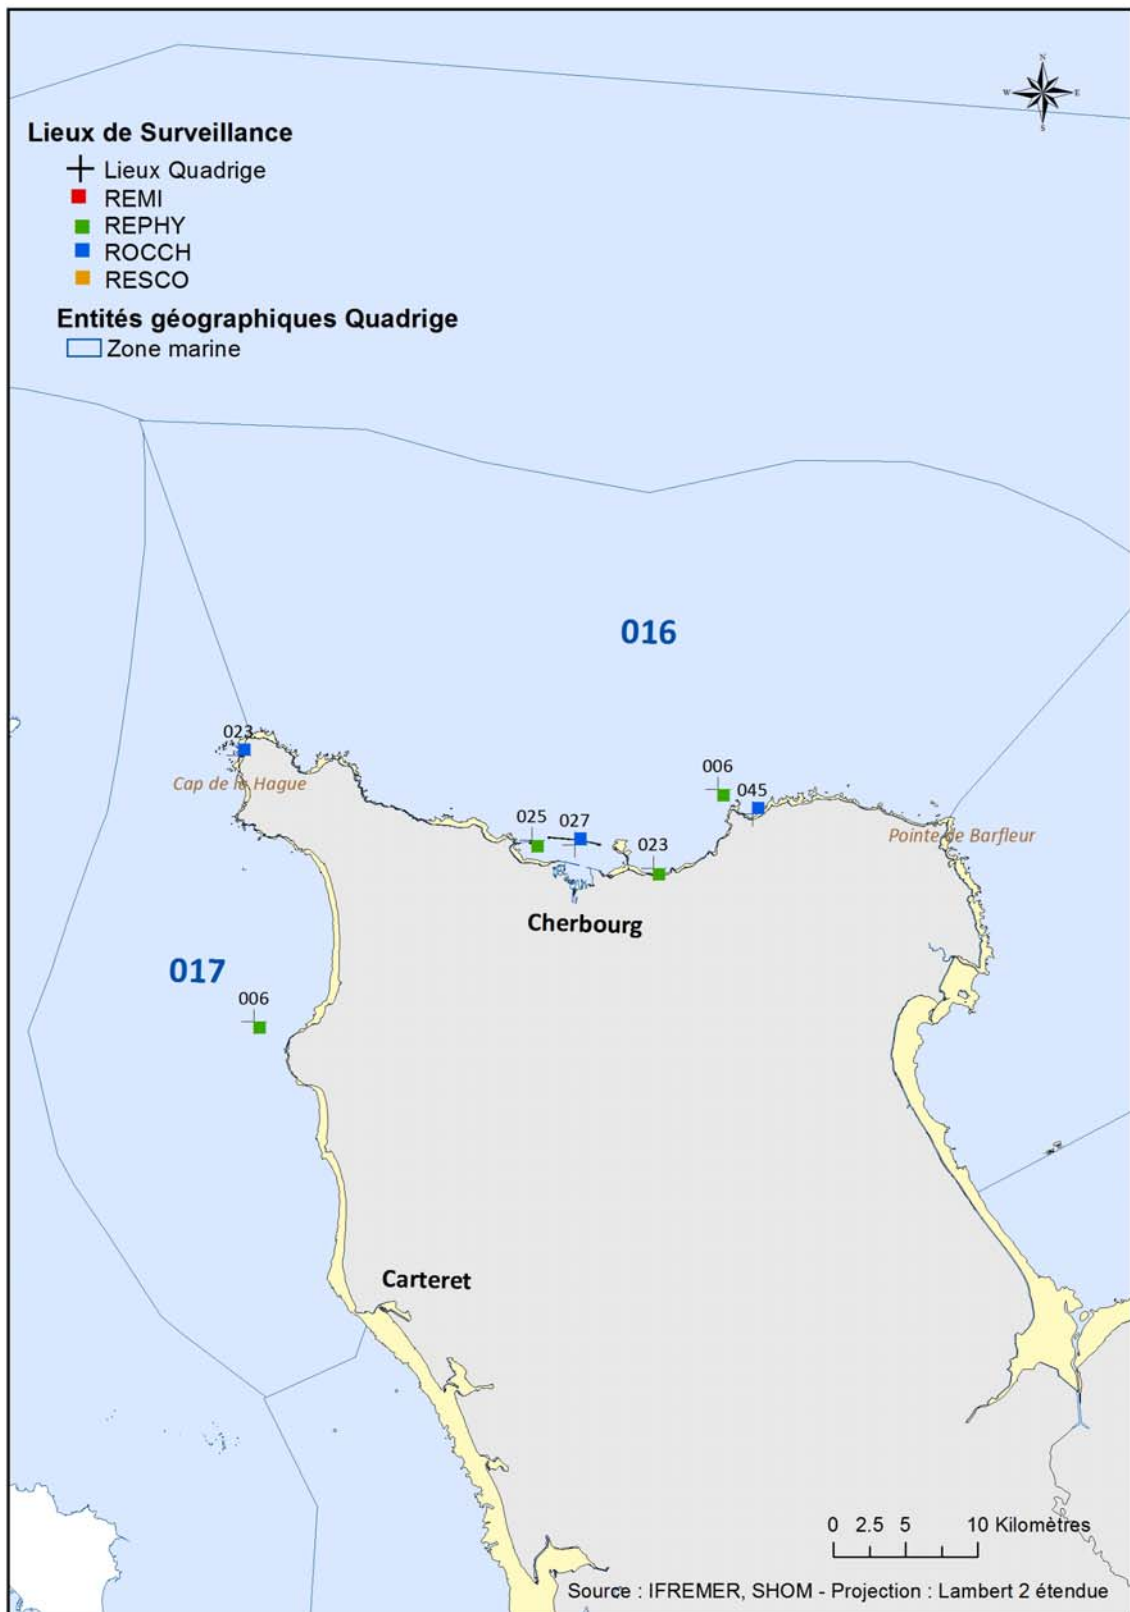 N
W E
S
Lieux de Surveillance
Lieux Quadrige
REMI
REPHY
ROCCH
RESCO
Entités géographiques Quadrige
Zone marine
016
023
Cap de la Hague
006
045
025
027
023
Pointe de Barfleur
Cherbourg
017
006
Carteret
0 2.5 5 10 Kilomètres
Source : IFREMER, SHOM - Projection : Lambert 2 étendue